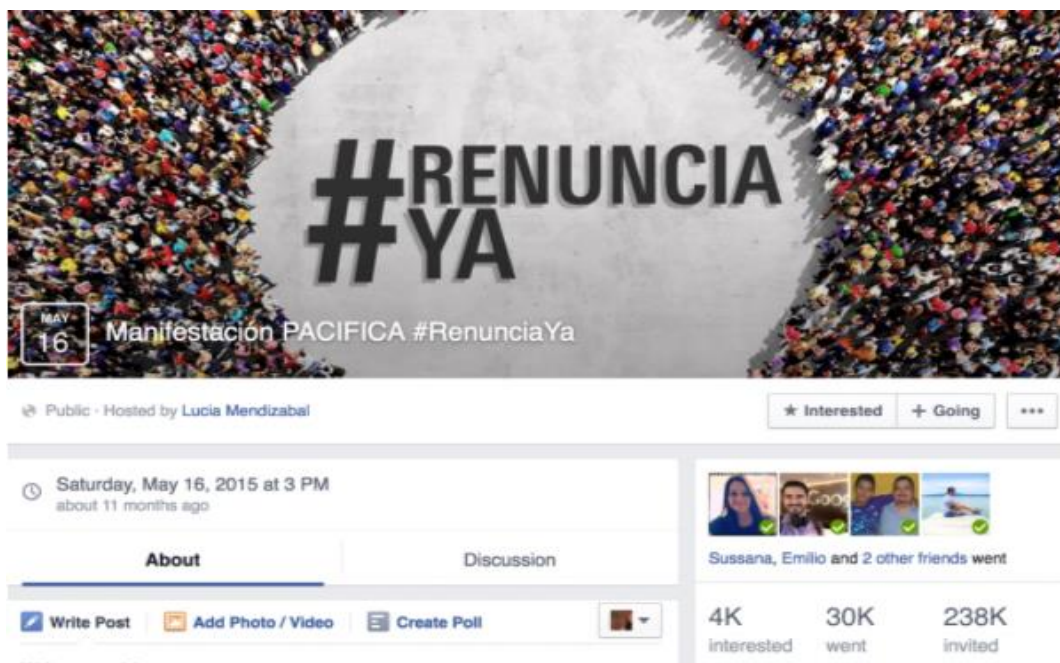 #RENUNCIA
YA
MAY
16
Manifestación PACIFICA #RenunciaYa
Public · Hosted by Lucia Mendizabal
Interested
+ Going
Saturday, May 16, 2015 at 3 PM
about 11 months ago
About
Discussion
Goo
Sussana, Emilio and 2 other friends went
Write Post
Add Photo / Video
Create Poll
4K
interested
30K
went
238K
invited